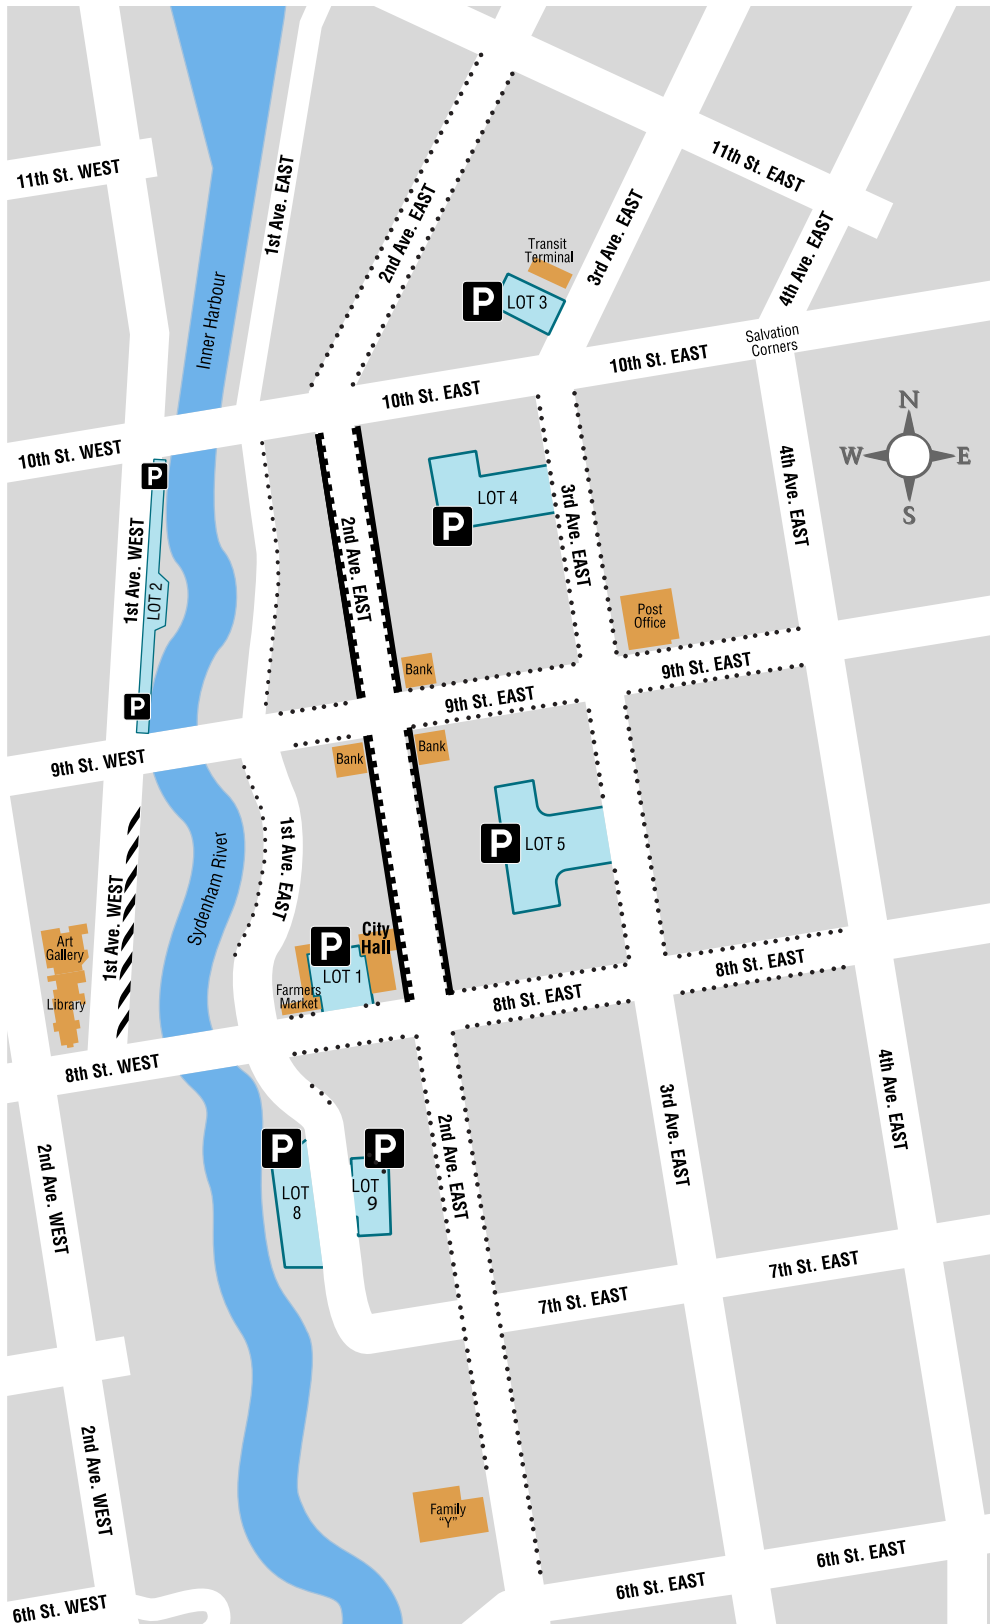 11th St. WEST
1st Ave. EAST
2nd Ave. EAST
11th St. EAST
3rd Ave. EAST
4th Ave. EAST
Transit
Terminal
P
LOT 3
Inner Harbour
Salvation
Corners
10th St. EAST
10th St. EAST
10th St. WEST
N
W
E
S
P
1st Ave. WEST
LOT 2
P
2nd Ave. EAST
LOT 4
P
3rd Ave. EAST
4th Ave. EAST
Post
Office
Bank
9th St. EAST
9th St. EAST
9th St. WEST
Bank
Bank
1st Ave. EAST
Sydenham River
P
LOT 5
1st Ave. WEST
Art
Gallery
Library
City
Hall
P
LOT 1
Farmers
Market
8th St. EAST
8th St. EAST
8th St. WEST
2nd Ave. WEST
P
LOT
8
P
LOT
9
2nd Ave. EAST
3rd Ave. EAST
4th Ave. EAST
7th St. EAST
7th St. EAST
2nd Ave. WEST
Family
“Y”
6th St. WEST
6th St. EAST
6th St. EAST